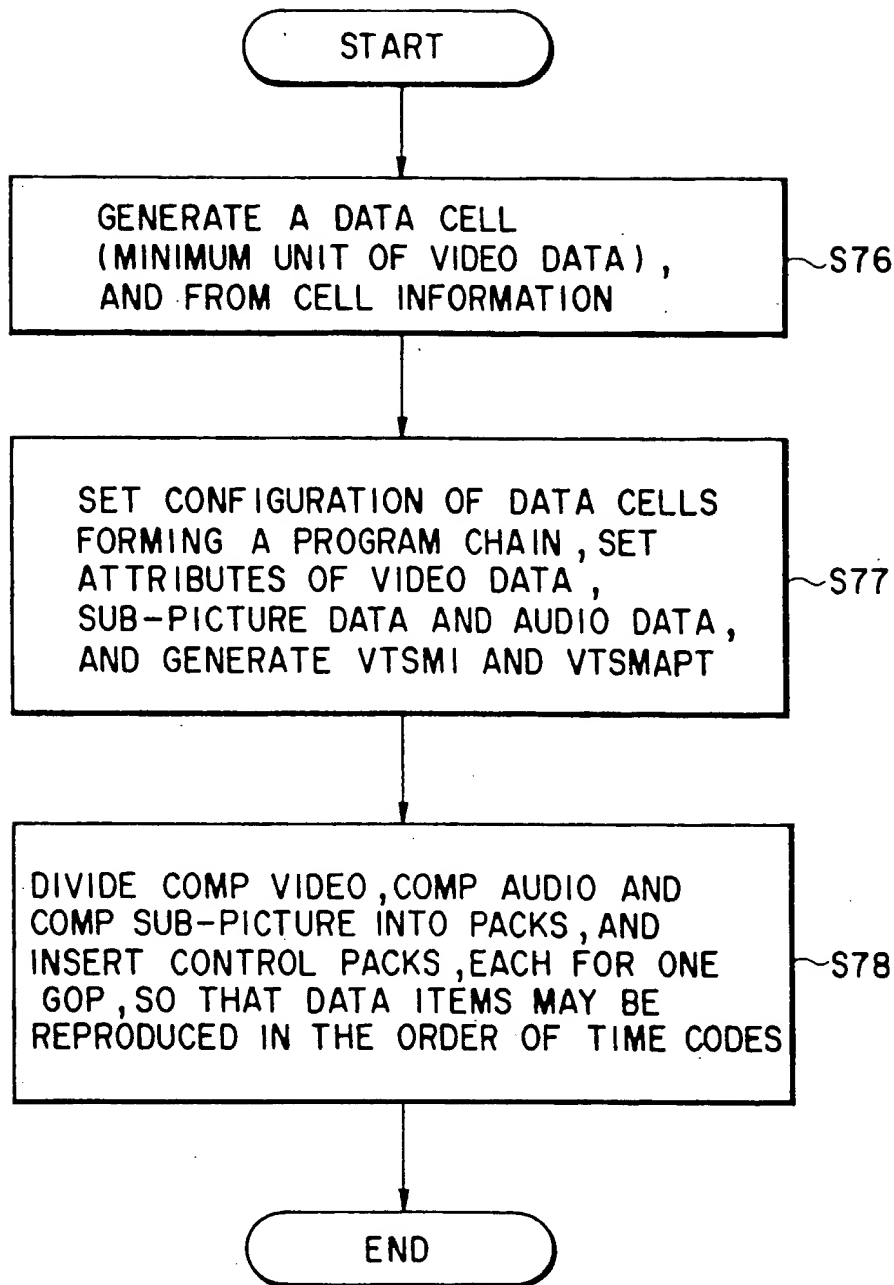 START
GENERATE A DATA CELL
(MINIMUM UNIT OF VIDEO DATA),
AND FROM CELL INFORMATION
S76
SET CONFIGURATION OF DATA CELLS
FORMING A PROGRAM CHAIN, SET
ATTRIBUTES OF VIDEO DATA,
SUB-PICTURE DATA AND AUDIO DATA,
AND GENERATE VTSMI AND VTSMAPT
S77
DIVIDE COMP VIDEO, COMP AUDIO AND
COMP SUB-PICTURE INTO PACKS, AND
INSERT CONTROL PACKS, EACH FOR ONE
GOP, SO THAT DATA ITEMS MAY BE
REPRODUCED IN THE ORDER OF TIME CODES
S78
END